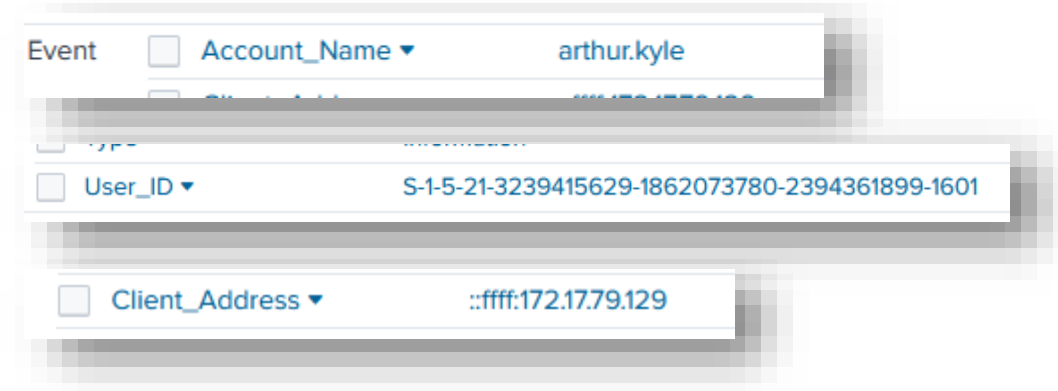 Event Account_Name ▾ arthur.kyle
User_ID ▾ S-1-5-21-3239415629-1862073780-2394361899-1601
Client_Address ▾ ::ffff:172.17.79.129